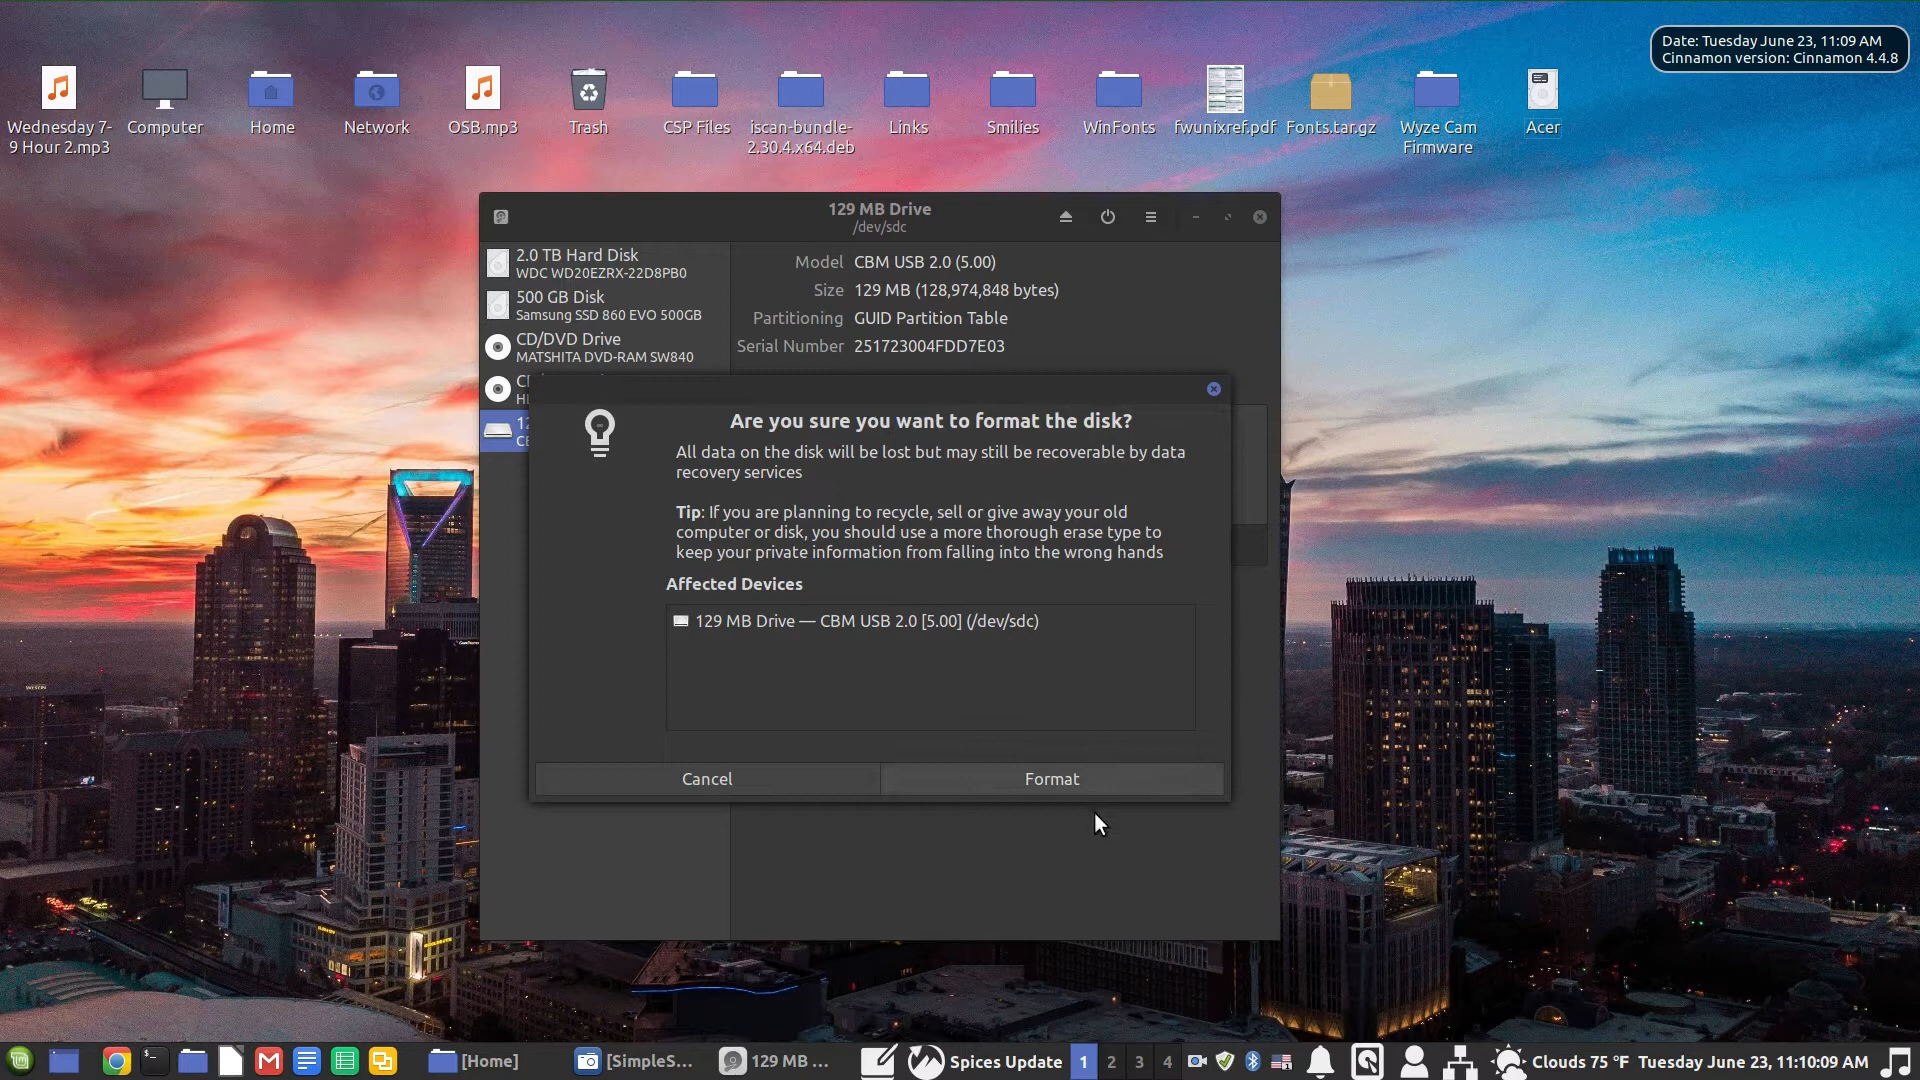 Date: Tuesday June 23, 11:09 AM
Cinnamon version: Cinnamon 4.4.8
Wednesday 7-
9 Hour 2.mp3
Computer
Home
Network
OSB.mp3
Trash
CSP Files
iscan-bundle-
2.30.4.x64.deb
Links
Smilies
WinFonts
fwunixref.pdf
Fonts.tar.gz
Wyze Cam
Firmware
Acer
129 MB Drive
/dev/sdc
2.0 TB Hard Disk
WDC WD20EZRX-22D8PB0
500 GB Disk
Samsung SSD 860 EVO 500GB
CD/DVD Drive
MATSHITA DVD-RAM SW840
Model CBM USB 2.0 (5.00)
Size 129 MB (128,974,848 bytes)
Partitioning GUID Partition Table
Serial Number 251723004FDD7E03
Are you sure you want to format the disk?
All data on the disk will be lost but may still be recoverable by data
recovery services
Tip: If you are planning to recycle, sell or give away your old
computer or disk, you should use a more thorough erase type to
keep your private information from falling into the wrong hands
Affected Devices
129 MB Drive — CBM USB 2.0 [5.00] (/dev/sdc)
Cancel
Format
[Home]
[SimpleS...
129 MB ...
Spices Update
1
2
3
4
Clouds 75 °F
Tuesday June 23, 11:10:09 AM